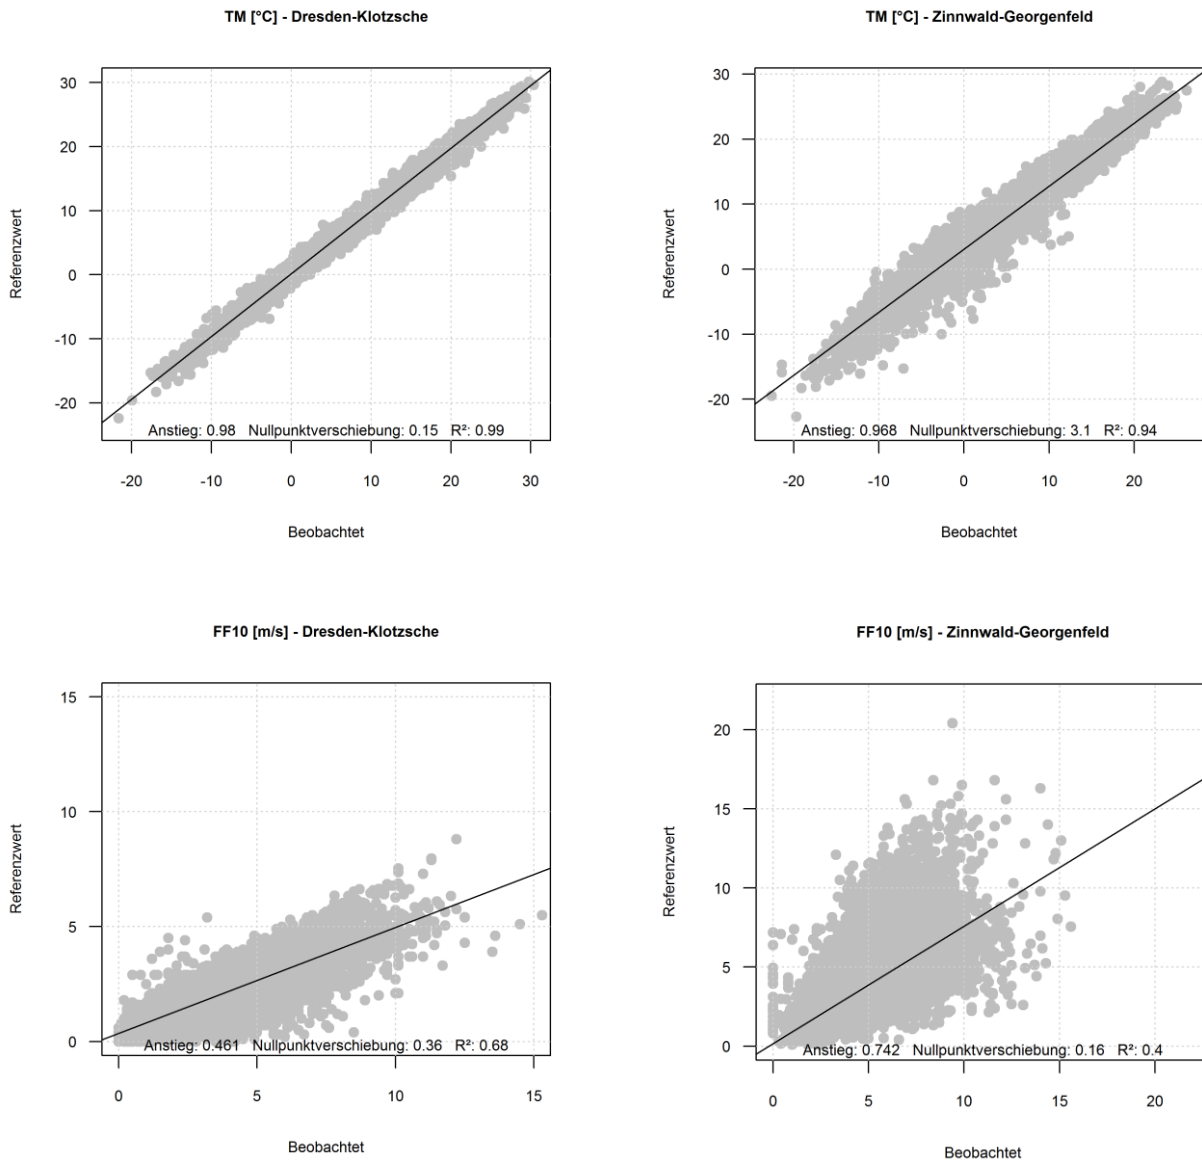 TM [°C] - Dresden-Klotzsche
30
20
10
0
-10
-20
Referenzwert
Anstieg: 0.98 Nullpunktverschiebung: 0.15 R²: 0.99
-20 -10 0 10 20 30
Beobachtet
TM [°C] - Zinnwald-Georgenfeld
30
20
10
0
-10
-20
Referenzwert
Anstieg: 0.968 Nullpunktverschiebung: 3.1 R²: 0.94
-20 -10 0 10 20
Beobachtet
FF10 [m/s] - Dresden-Klotzsche
15
10
5
0
Referenzwert
Anstieg: 0.461 Nullpunktverschiebung: 0.36 R²: 0.68
0 5 10 15
Beobachtet
FF10 [m/s] - Zinnwald-Georgenfeld
20
15
10
5
0
Referenzwert
Anstieg: 0.742 Nullpunktverschiebung: 0.16 R²: 0.4
0 5 10 15 20
Beobachtet